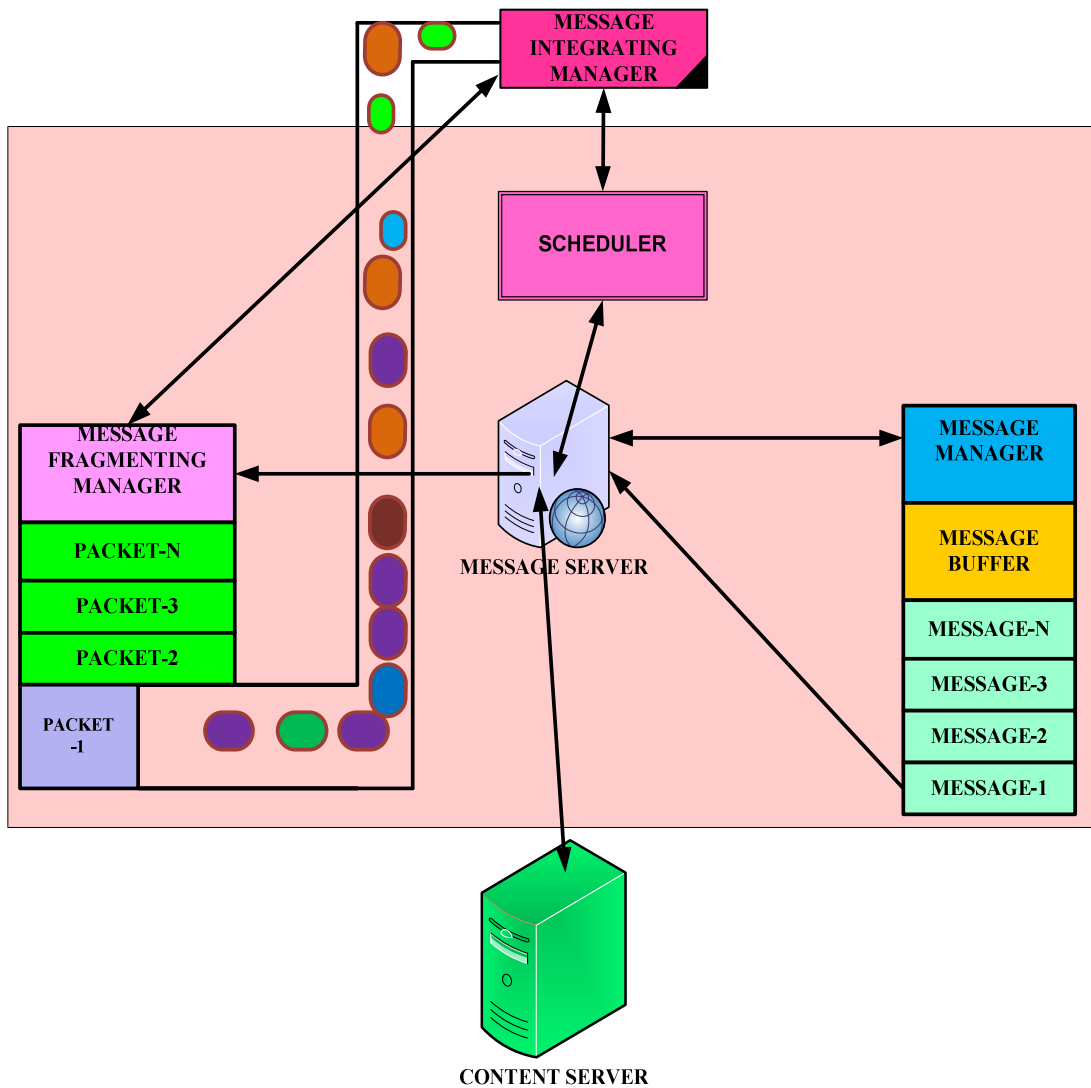 MESSAGE
INTEGRATING
MANAGER
SCHEDULER
MESSAGE
FRAGMENTING
MANAGER
PACKET-N
PACKET-3
PACKET-2
PACKET
-1
MESSAGE SERVER
MESSAGE
MANAGER
MESSAGE
BUFFER
MESSAGE-N
MESSAGE-3
MESSAGE-2
MESSAGE-1
CONTENT SERVER